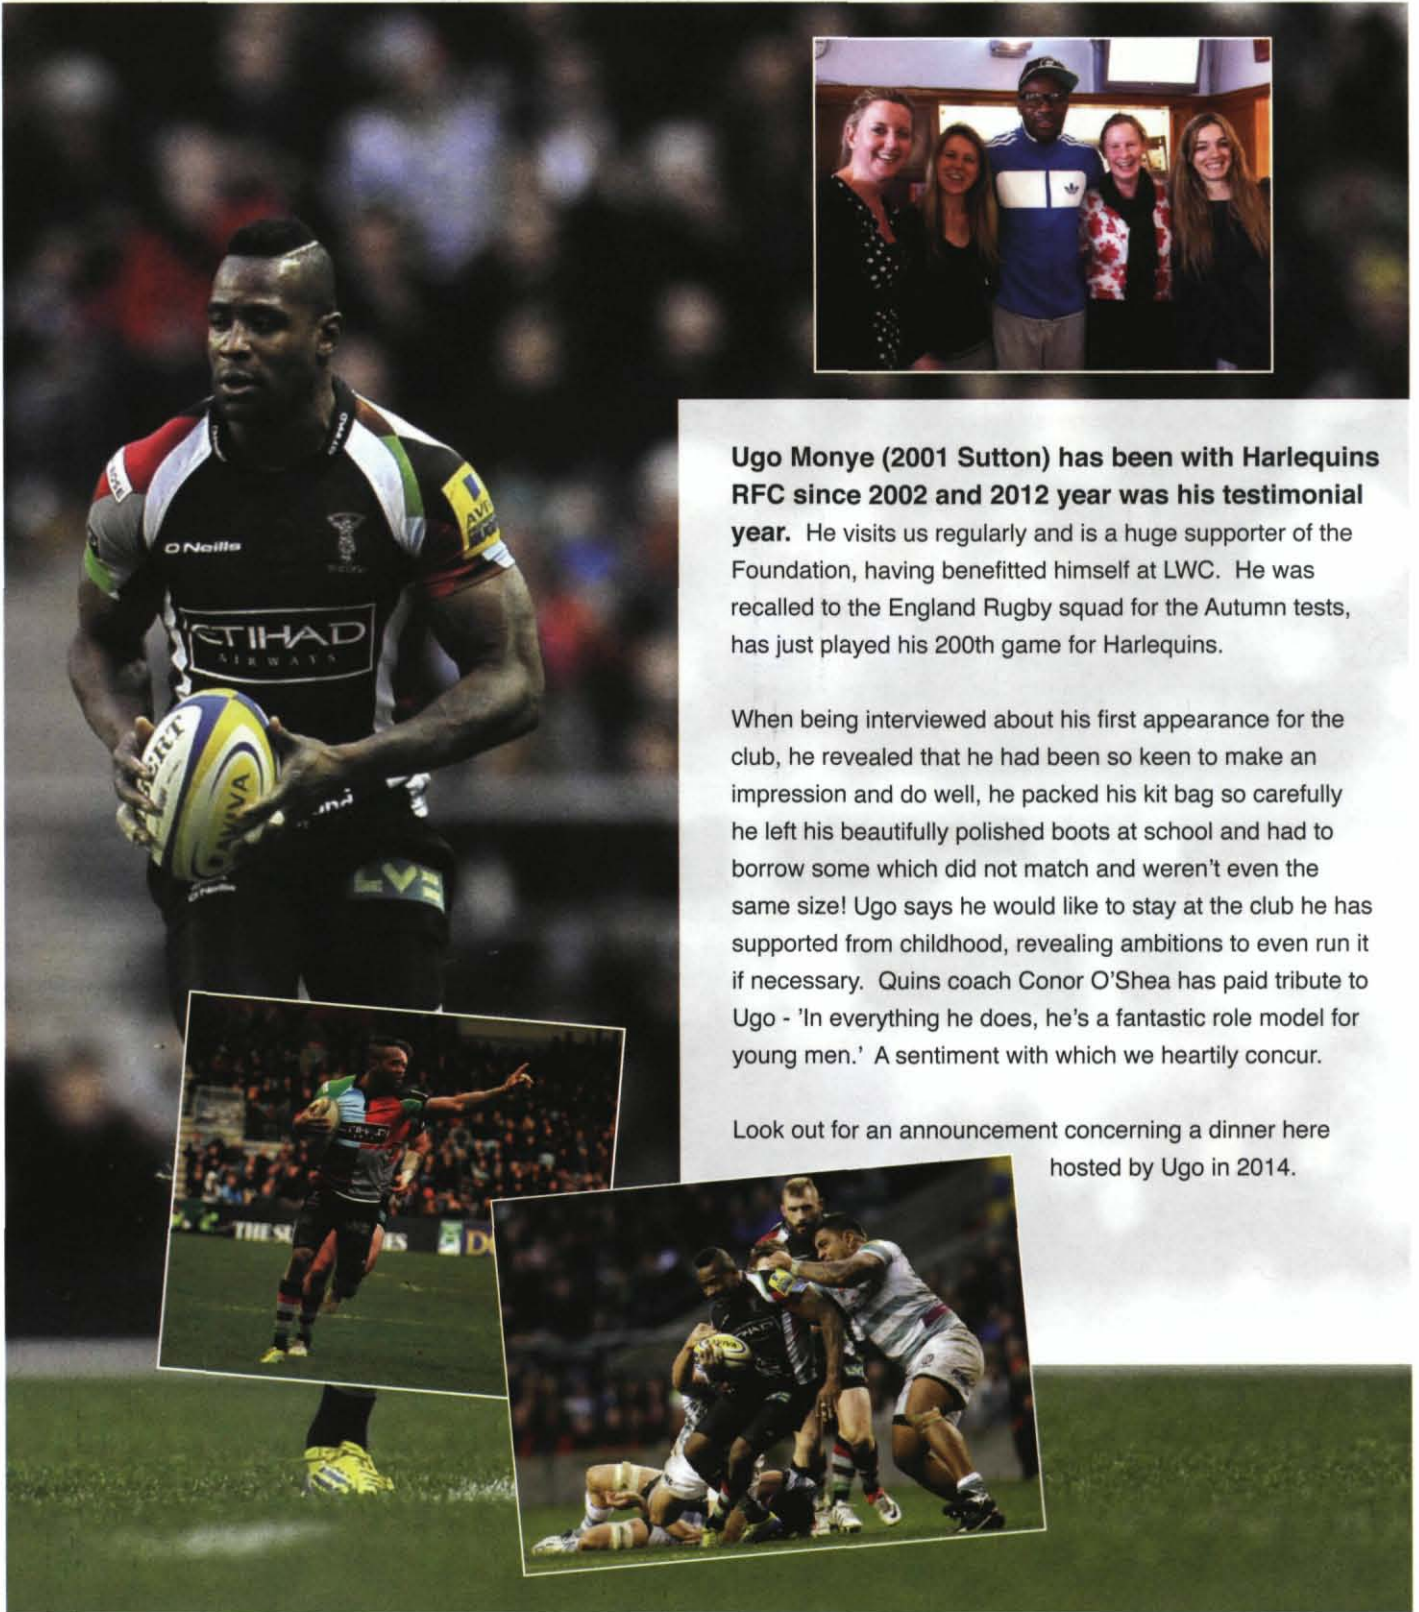 Ugo Monye (2001 Sutton) has been with Harlequins
RFC since 2002 and 2012 year was his testimonial
year. He visits us regularly and is a huge supporter of the
Foundation, having benefitted himself at LWC. He was
recalled to the England Rugby squad for the Autumn tests,
has just played his 200th game for Harlequins.
When being interviewed about his first appearance for the
club, he revealed that he had been so keen to make an
impression and do well, he packed his kit bag so carefully
he left his beautifully polished boots at school and had to
borrow some which did not match and weren't even the
same size! Ugo says he would like to stay at the club he has
supported from childhood, revealing ambitions to even run it
if necessary. Quins coach Conor O'Shea has paid tribute to
Ugo - 'In everything he does, he's a fantastic role model for
young men.' A sentiment with which we heartily concur.
Look out for an announcement concerning a dinner here
hosted by Ugo in 2014.
O'Neills
ETIHAD
AIRWAYS
AVIVA
LV=
O'Neills
THE